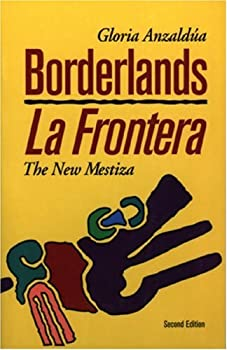 Gloria Anzaldúa
Borderlands
La Frontera
The New Mestiza
Second Edition